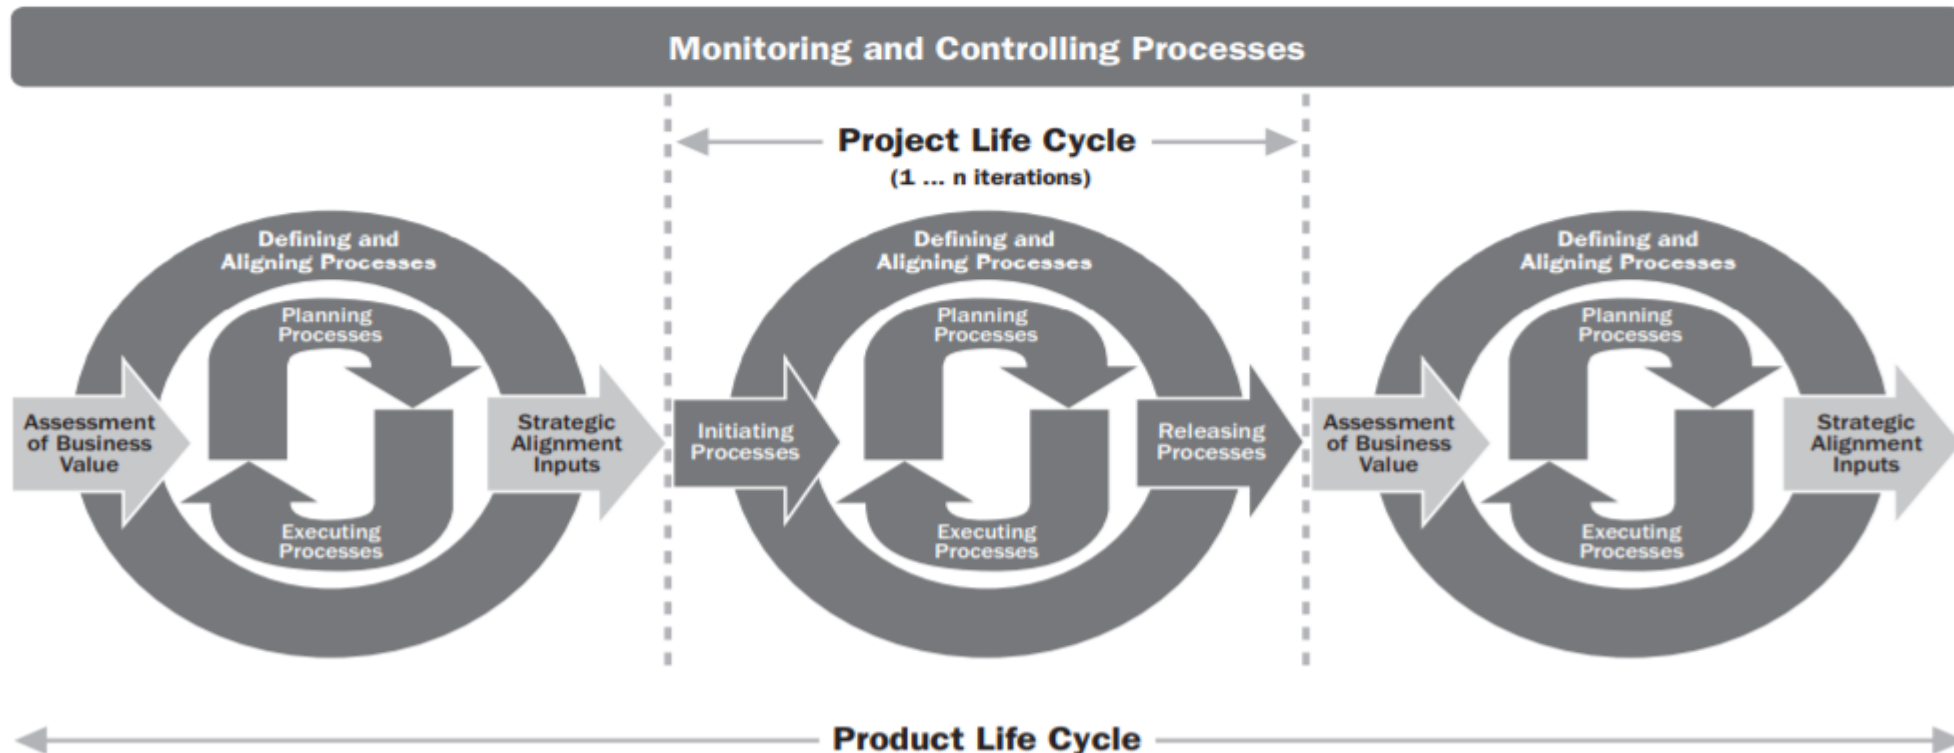 Monitoring and Controlling Processes
Project Life Cycle
(1 ... n iterations)
Defining and
Aligning Processes
Planning
Processes
Assessment
of Business
Value
Strategic
Alignment
Inputs
Executing
Processes
Defining and
Aligning Processes
Planning
Processes
Initiating
Processes
Releasing
Processes
Executing
Processes
Defining and
Aligning Processes
Planning
Processes
Assessment
of Business
Value
Strategic
Alignment
Inputs
Executing
Processes
Product Life Cycle